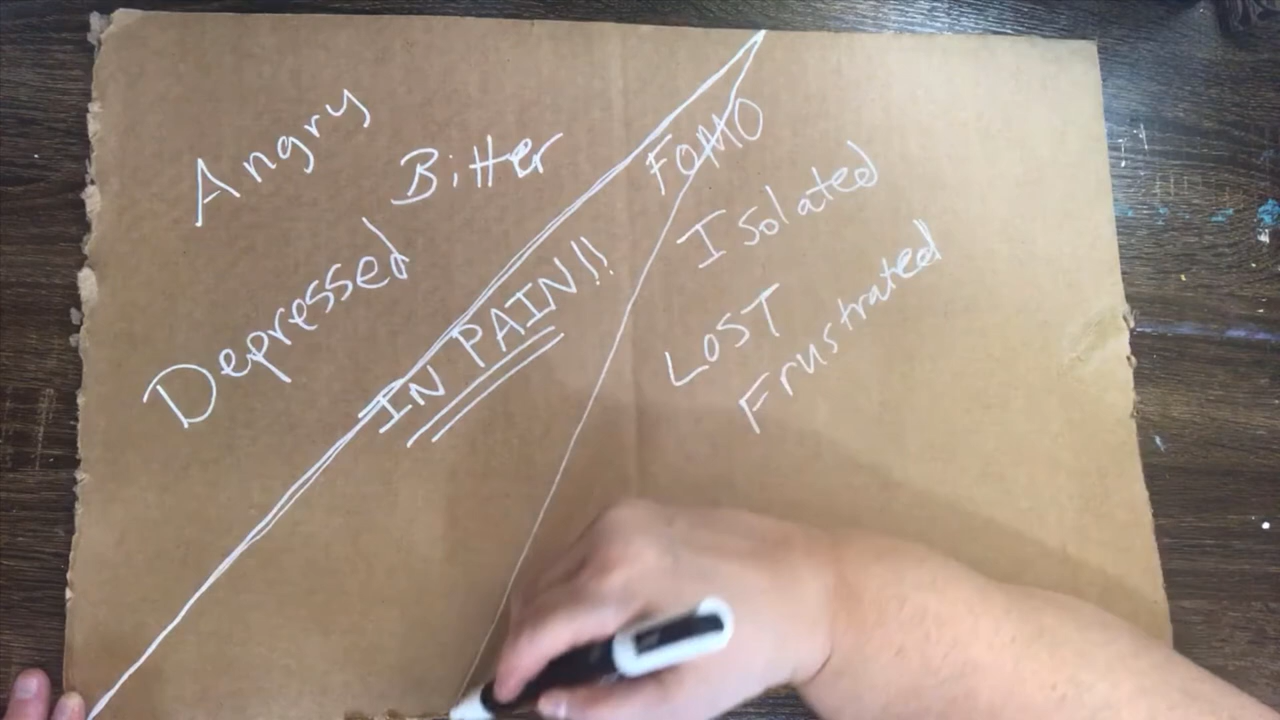 Angry
Bitter
Depressed
IN PAIN!!
FOMO
Isolated
LOST
Frustrated